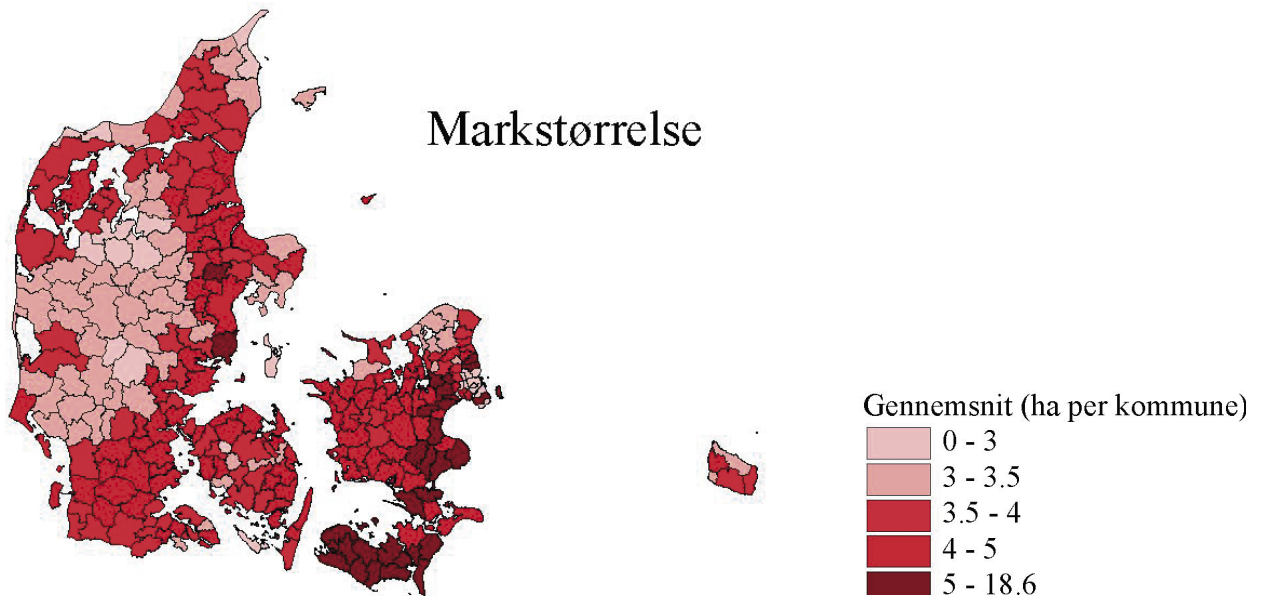 Markstørrelse
Gennemsnit (ha per kommune)
0 - 3
3 - 3.5
3.5 - 4
4 - 5
5 - 18.6